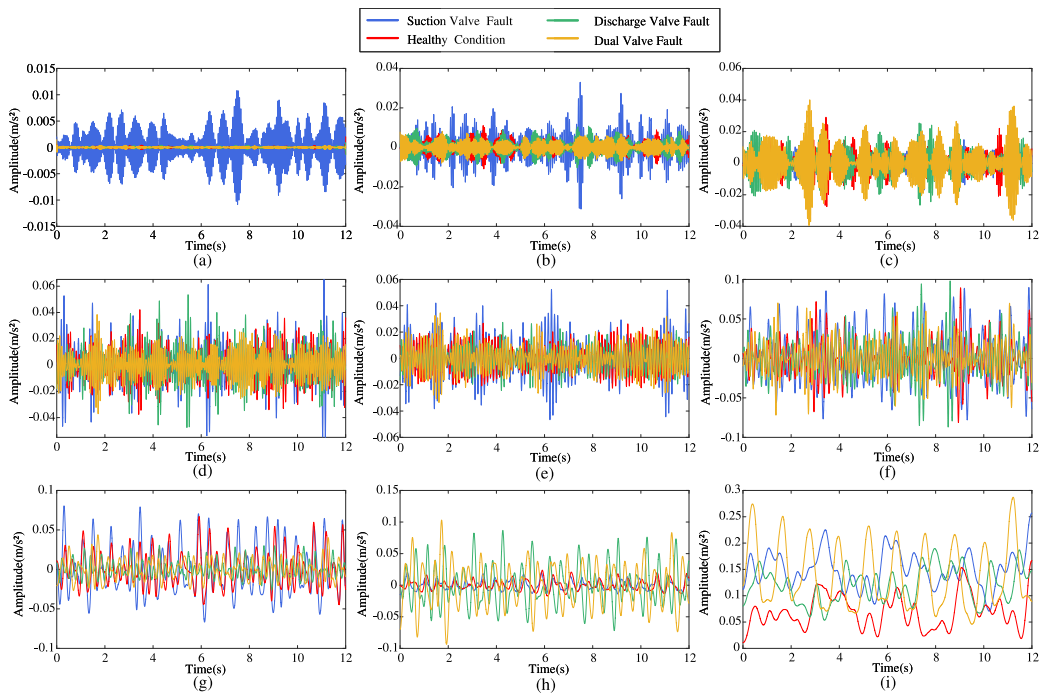 Suction Valve Fault
Discharge Valve Fault
Healthy Condition
Dual Valve Fault
0.015
0.01
0.005
0
-0.005
-0.01
-0.015
Amplitude(m/s²)
0 2 4 6 8 10 12
Time(s)
(a)
0.04
0.02
0
-0.02
-0.04
Amplitude(m/s²)
0 2 4 6 8 10 12
Time(s)
(b)
0.06
0.04
0.02
0
-0.02
-0.04
Amplitude(m/s²)
0 2 4 6 8 10 12
Time(s)
(c)
0.06
0.04
0.02
0
-0.02
-0.04
Amplitude(m/s²)
0 2 4 6 8 10 12
Time(s)
(d)
0.06
0.04
0.02
0
-0.02
-0.04
-0.06
Amplitude(m/s²)
0 2 4 6 8 10 12
Time(s)
(e)
0.1
0.05
0
-0.05
-0.1
Amplitude(m/s²)
0 2 4 6 8 10 12
Time(s)
(f)
0.1
0.05
0
-0.05
-0.1
Amplitude(m/s²)
0 2 4 6 8 10 12
Time(s)
(g)
0.15
0.1
0.05
0
-0.05
-0.1
Amplitude(m/s²)
0 2 4 6 8 10 12
Time(s)
(h)
0.3
0.25
0.2
0.15
0.1
0.05
0
Amplitude(m/s²)
0 2 4 6 8 10 12
Time(s)
(i)